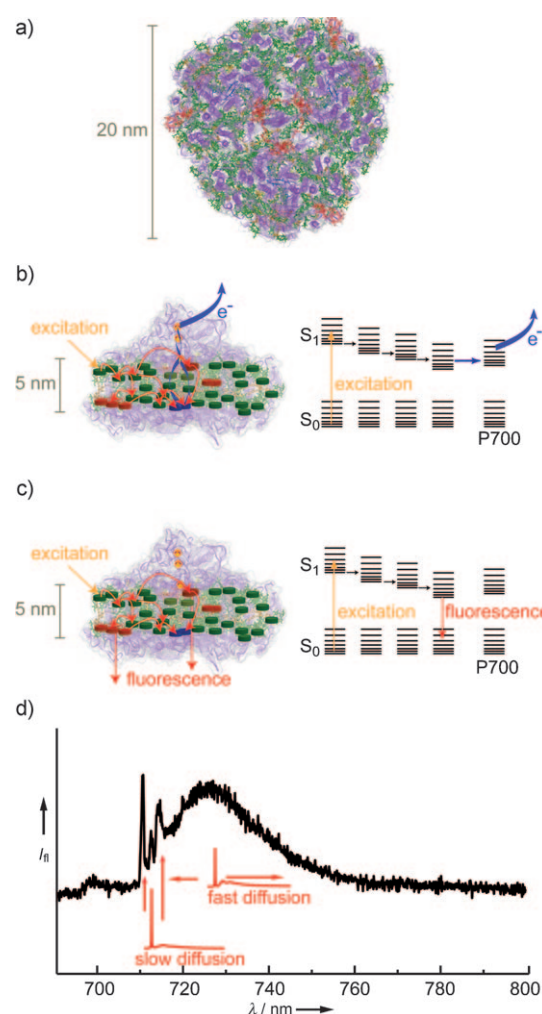 a)
20 nm
b)
excitation
e-
5 nm
S1
S0
excitation
e-
P700
c)
excitation
5 nm
fluorescence
S1
S0
excitation
fluorescence
P700
d)
Ifl
fast diffusion
slow diffusion
700 720 740 760 780 800
λ / nm